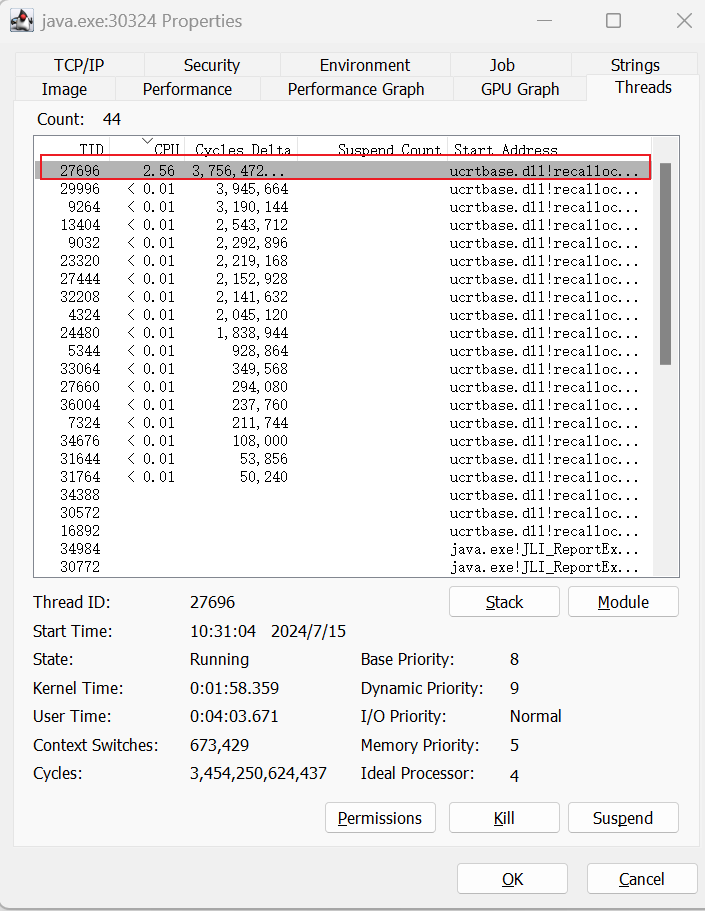 java.exe:30324 Properties
TCP/IP Security Environment Job Strings
Image Performance Performance Graph GPU Graph Threads
Count: 44
TID CPU Cycles Delta Suspend Count Start Address
27696 2.56 3,756,472... ucrtbase.dll!recalloc...
29996 < 0.01 3,945,664 ucrtbase.dll!recalloc...
9264 < 0.01 3,190,144 ucrtbase.dll!recalloc...
13404 < 0.01 2,543,712 ucrtbase.dll!recalloc...
9032 < 0.01 2,292,896 ucrtbase.dll!recalloc...
23320 < 0.01 2,219,168 ucrtbase.dll!recalloc...
27444 < 0.01 2,152,928 ucrtbase.dll!recalloc...
32208 < 0.01 2,141,632 ucrtbase.dll!recalloc...
4324 < 0.01 2,045,120 ucrtbase.dll!recalloc...
24480 < 0.01 1,838,944 ucrtbase.dll!recalloc...
5344 < 0.01 928,864 ucrtbase.dll!recalloc...
33064 < 0.01 349,568 ucrtbase.dll!recalloc...
27660 < 0.01 294,080 ucrtbase.dll!recalloc...
36004 < 0.01 237,760 ucrtbase.dll!recalloc...
7324 < 0.01 211,744 ucrtbase.dll!recalloc...
34676 < 0.01 108,000 ucrtbase.dll!recalloc...
31644 < 0.01 53,856 ucrtbase.dll!recalloc...
31764 < 0.01 50,240 ucrtbase.dll!recalloc...
34388 ucrtbase.dll!recalloc...
30572 ucrtbase.dll!recalloc...
16892 ucrtbase.dll!recalloc...
34984 java.exe!JLI_ReportEx...
30772 java.exe!JLI_ReportEx...
Thread ID: 27696 Stack Module
Start Time: 10:31:04 2024/7/15
State: Running Base Priority: 8
Kernel Time: 0:01:58.359 Dynamic Priority: 9
User Time: 0:04:03.671 I/O Priority: Normal
Context Switches: 673,429 Memory Priority: 5
Cycles: 3,454,250,624,437 Ideal Processor: 4
Permissions Kill Suspend
OK Cancel